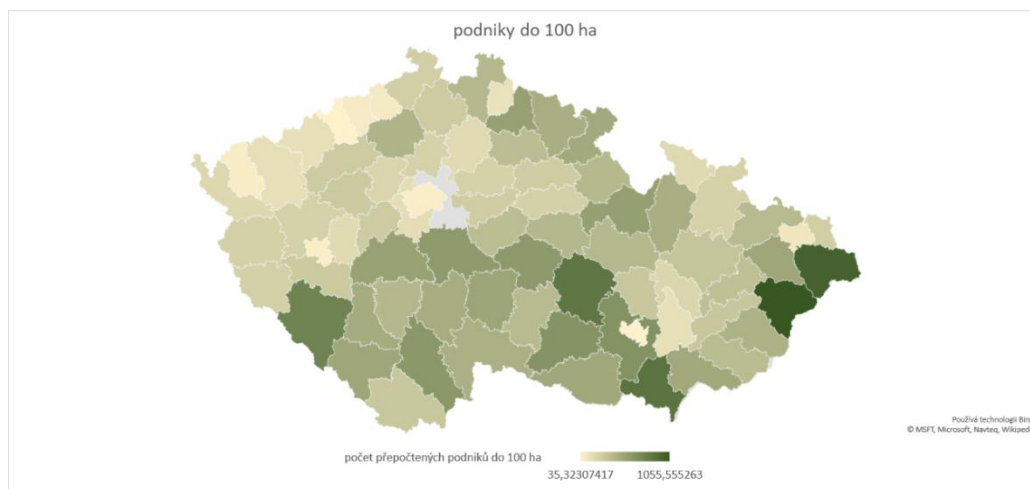 podniky do 100 ha
Používá technologii Bin
© MSFT, Microsoft, Navteq, Wikiped
počet přepočtených podniků do 100 ha
35,32307417 1055,555263